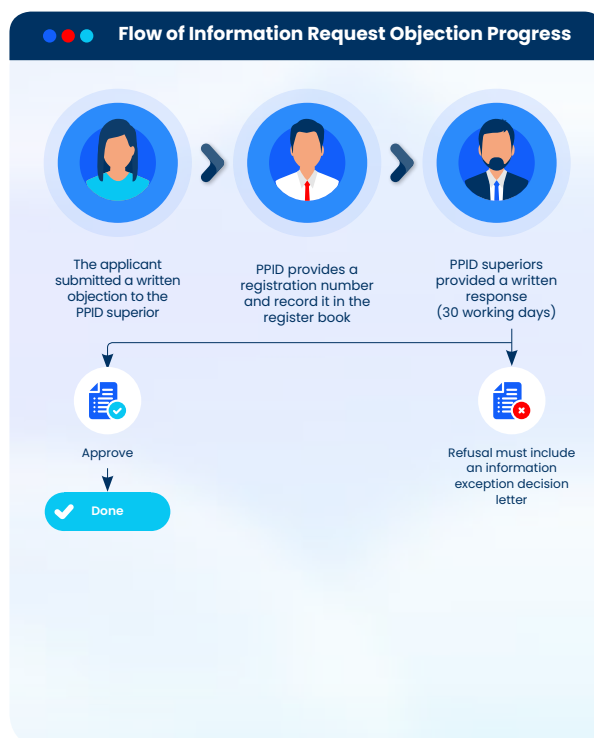 Flow of Information Request Objection Progress
The applicant
submitted a written
objection to the
PPID superior
PPID provides a
registration number
and record it in the
register book
PPID superiors
provided a written
response
(30 working days)
Approve
Done
Refusal must include
an information
exception decision
letter